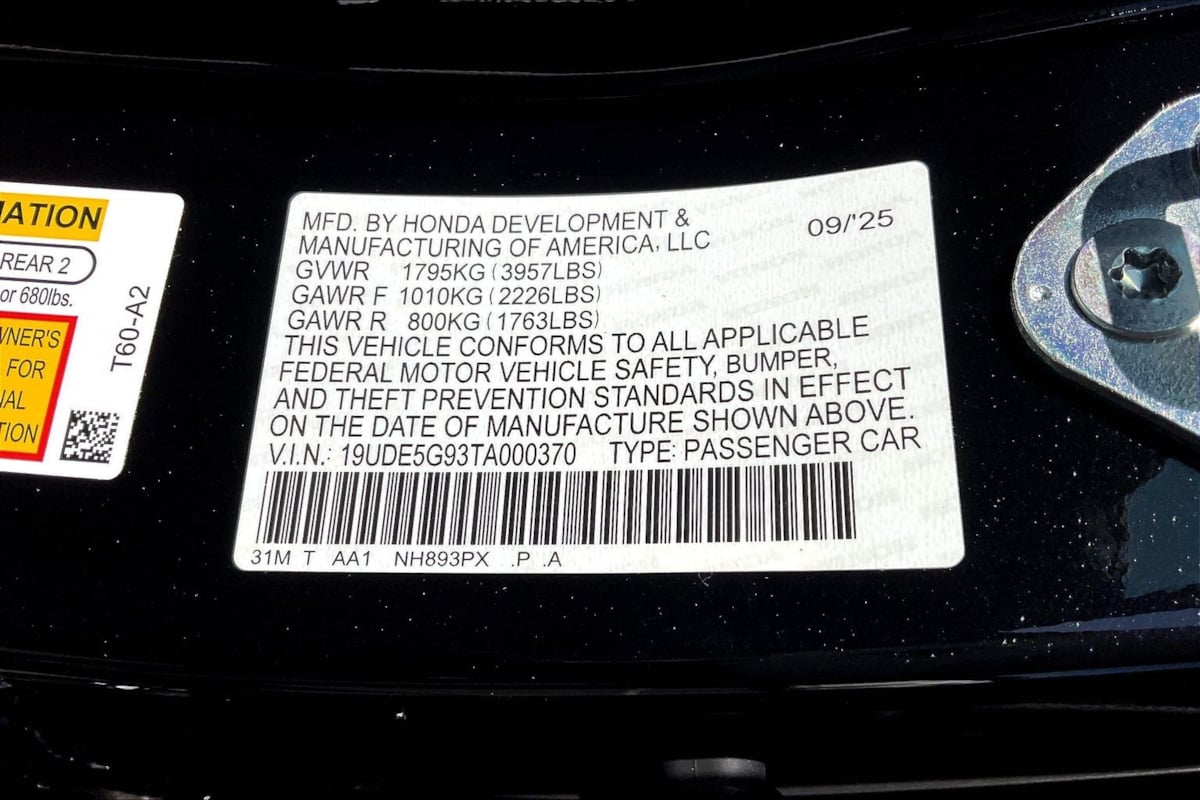 MATION
REAR 2
or 680lbs.
WNER'S
FOR
NAL
TION
T60-A2
MFD. BY HONDA DEVELOPMENT &
MANUFACTURING OF AMERICA, LLC
09/'25
GVWR 1795KG (3957LBS)
GAWR F 1010KG (2226LBS)
GAWR R 800KG (1763LBS)
THIS VEHICLE CONFORMS TO ALL APPLICABLE
FEDERAL MOTOR VEHICLE SAFETY, BUMPER,
AND THEFT PREVENTION STANDARDS IN EFFECT
ON THE DATE OF MANUFACTURE SHOWN ABOVE.
V.I.N.: 19UDE5G93TA000370 TYPE: PASSENGER CAR
31M T AA1 NH893PX .P .A